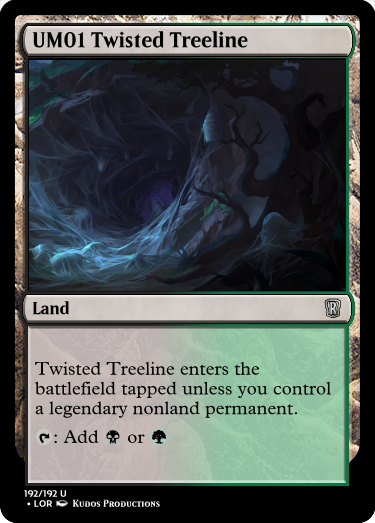 UM01 Twisted Treeline
Land
Twisted Treeline enters the
battlefield tapped unless you control
a legendary nonland permanent.
: Add or
192/192 U
• LOR Kudos Productions